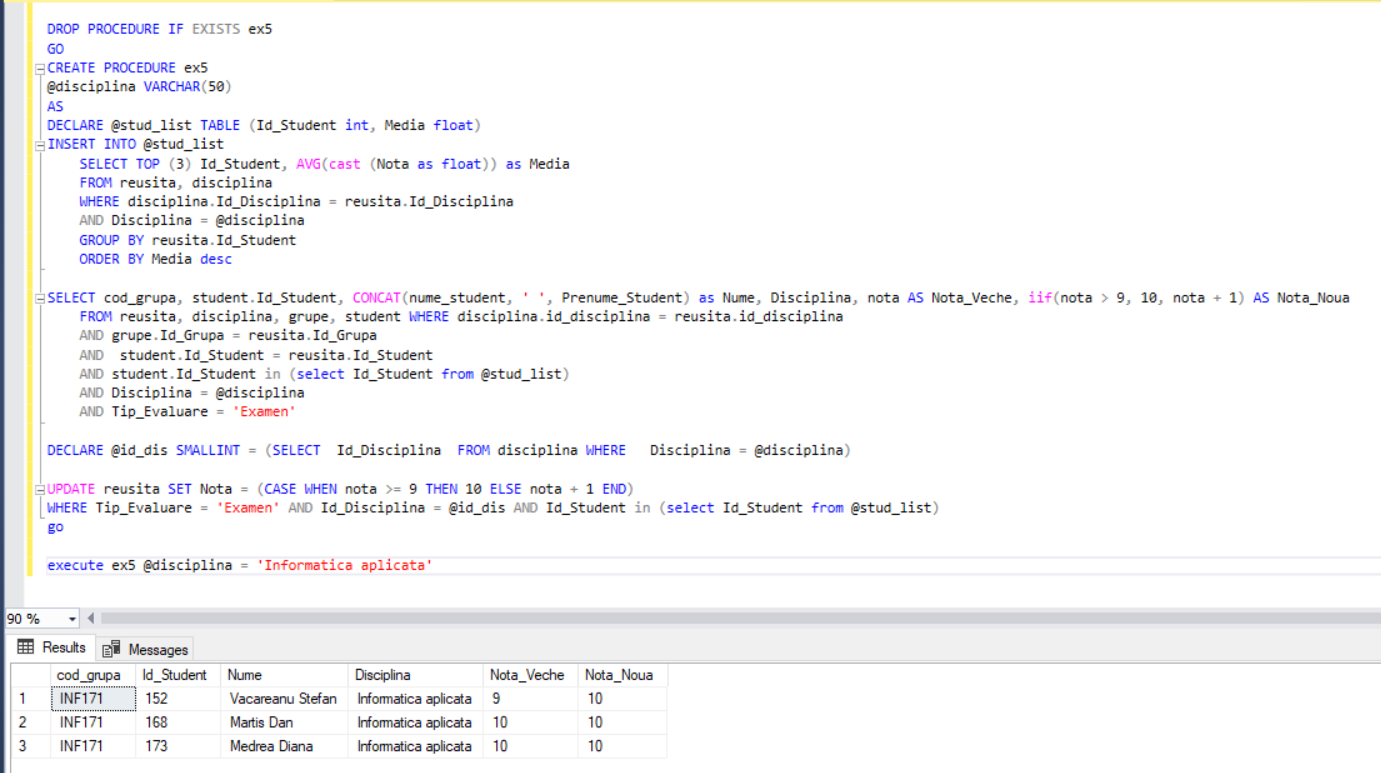 DROP PROCEDURE IF EXISTS ex5
GO
CREATE PROCEDURE ex5
@disciplina VARCHAR(50)
AS
DECLARE @stud_list TABLE (Id_Student int, Media float)
INSERT INTO @stud_list
SELECT TOP (3) Id_Student, AVG(cast (Nota as float)) as Media
FROM reusita, disciplina
WHERE disciplina.Id_Disciplina = reusita.Id_Disciplina
AND Disciplina = @disciplina
GROUP BY reusita.Id_Student
ORDER BY Media desc
SELECT cod_grupa, student.Id_Student, CONCAT(nume_student, ' ', Prenume_Student) as Nume, Disciplina, nota AS Nota_Veche, iif(nota > 9, 10, nota + 1) AS Nota_Noua
FROM reusita, disciplina, grupe, student WHERE disciplina.id_disciplina = reusita.id_disciplina
AND grupe.Id_Grupa = reusita.Id_Grupa
AND  student.Id_Student = reusita.Id_Student
AND student.Id_Student in (select Id_Student from @stud_list)
AND Disciplina = @disciplina
AND Tip_Evaluare = 'Examen'
DECLARE @id_dis SMALLINT = (SELECT  Id_Disciplina  FROM disciplina WHERE   Disciplina = @disciplina)
UPDATE reusita SET Nota = (CASE WHEN nota >= 9 THEN 10 ELSE nota + 1 END)
WHERE Tip_Evaluare = 'Examen' AND Id_Disciplina = @id_dis AND Id_Student in (select Id_Student from @stud_list)
go
execute ex5 @disciplina = 'Informatica aplicata'
90 %
Results Messages
cod_grupa Id_Student Nume Disciplina Nota_Veche Nota_Noua
1 INF171 152 Vacareanu Stefan Informatica aplicata 9 10
2 INF171 168 Martis Dan Informatica aplicata 10 10
3 INF171 173 Medrea Diana Informatica aplicata 10 10